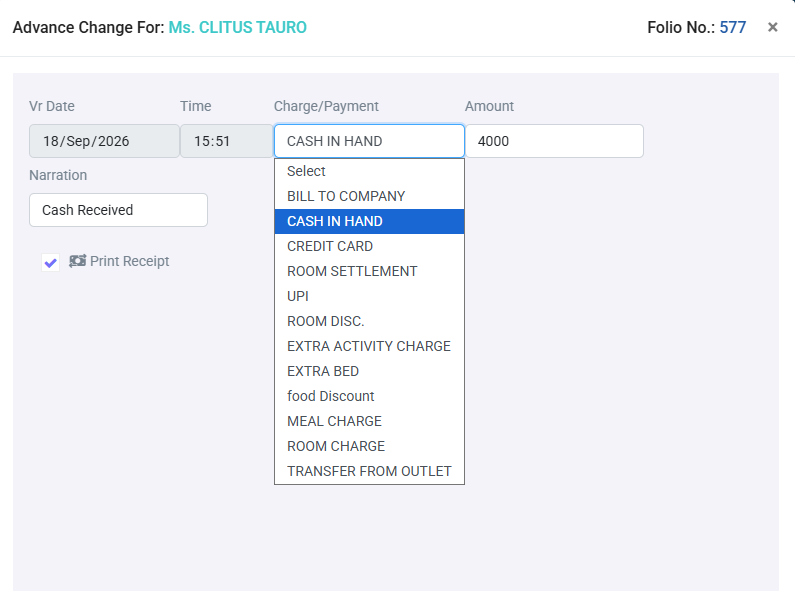 Advance Change For: Ms. CLITUS TAURO Folio No.: 577 ×
Vr Date Time Charge/Payment Amount
18/Sep/2026 15:51 CASH IN HAND 4000
Narration
Cash Received
Print Receipt
Select
BILL TO COMPANY
CASH IN HAND
CREDIT CARD
ROOM SETTLEMENT
UPI
ROOM DISC.
EXTRA ACTIVITY CHARGE
EXTRA BED
food Discount
MEAL CHARGE
ROOM CHARGE
TRANSFER FROM OUTLET